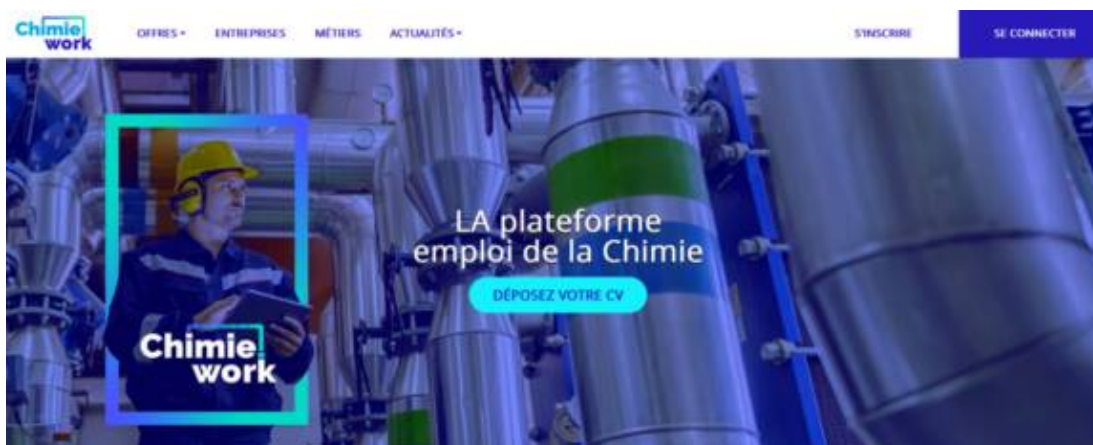 Chimie
work
OFFRES
ENTREPRISES
MÉTIERS
ACTUALITÉS
S'INSCRIRE
SE CONNECTER
LA plateforme
emploi de la Chimie
DÉPOSEZ VOTRE CV
Chimie
work